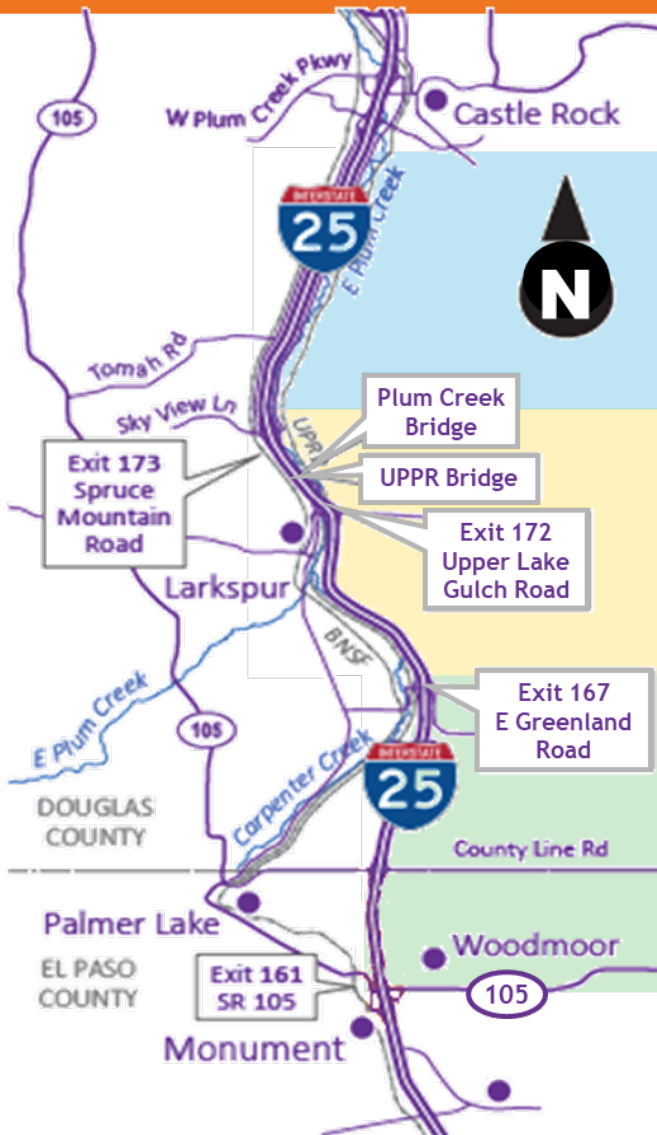 105
W Plum Creek Pkwy
Castle Rock
INTERSTATE
25
E Plum Creek
N
Tomah Rd
Sky View Ln
UPRR
Plum Creek
Bridge
UPPR Bridge
Exit 173
Spruce
Mountain
Road
Exit 172
Upper Lake
Gulch Road
Larkspur
BNSF
Exit 167
E Greenland
Road
E Plum Creek
105
Carpenter Creek
INTERSTATE
25
DOUGLAS
COUNTY
County Line Rd
Palmer Lake
Woodmoor
EL PASO
COUNTY
Exit 161
SR 105
105
Monument